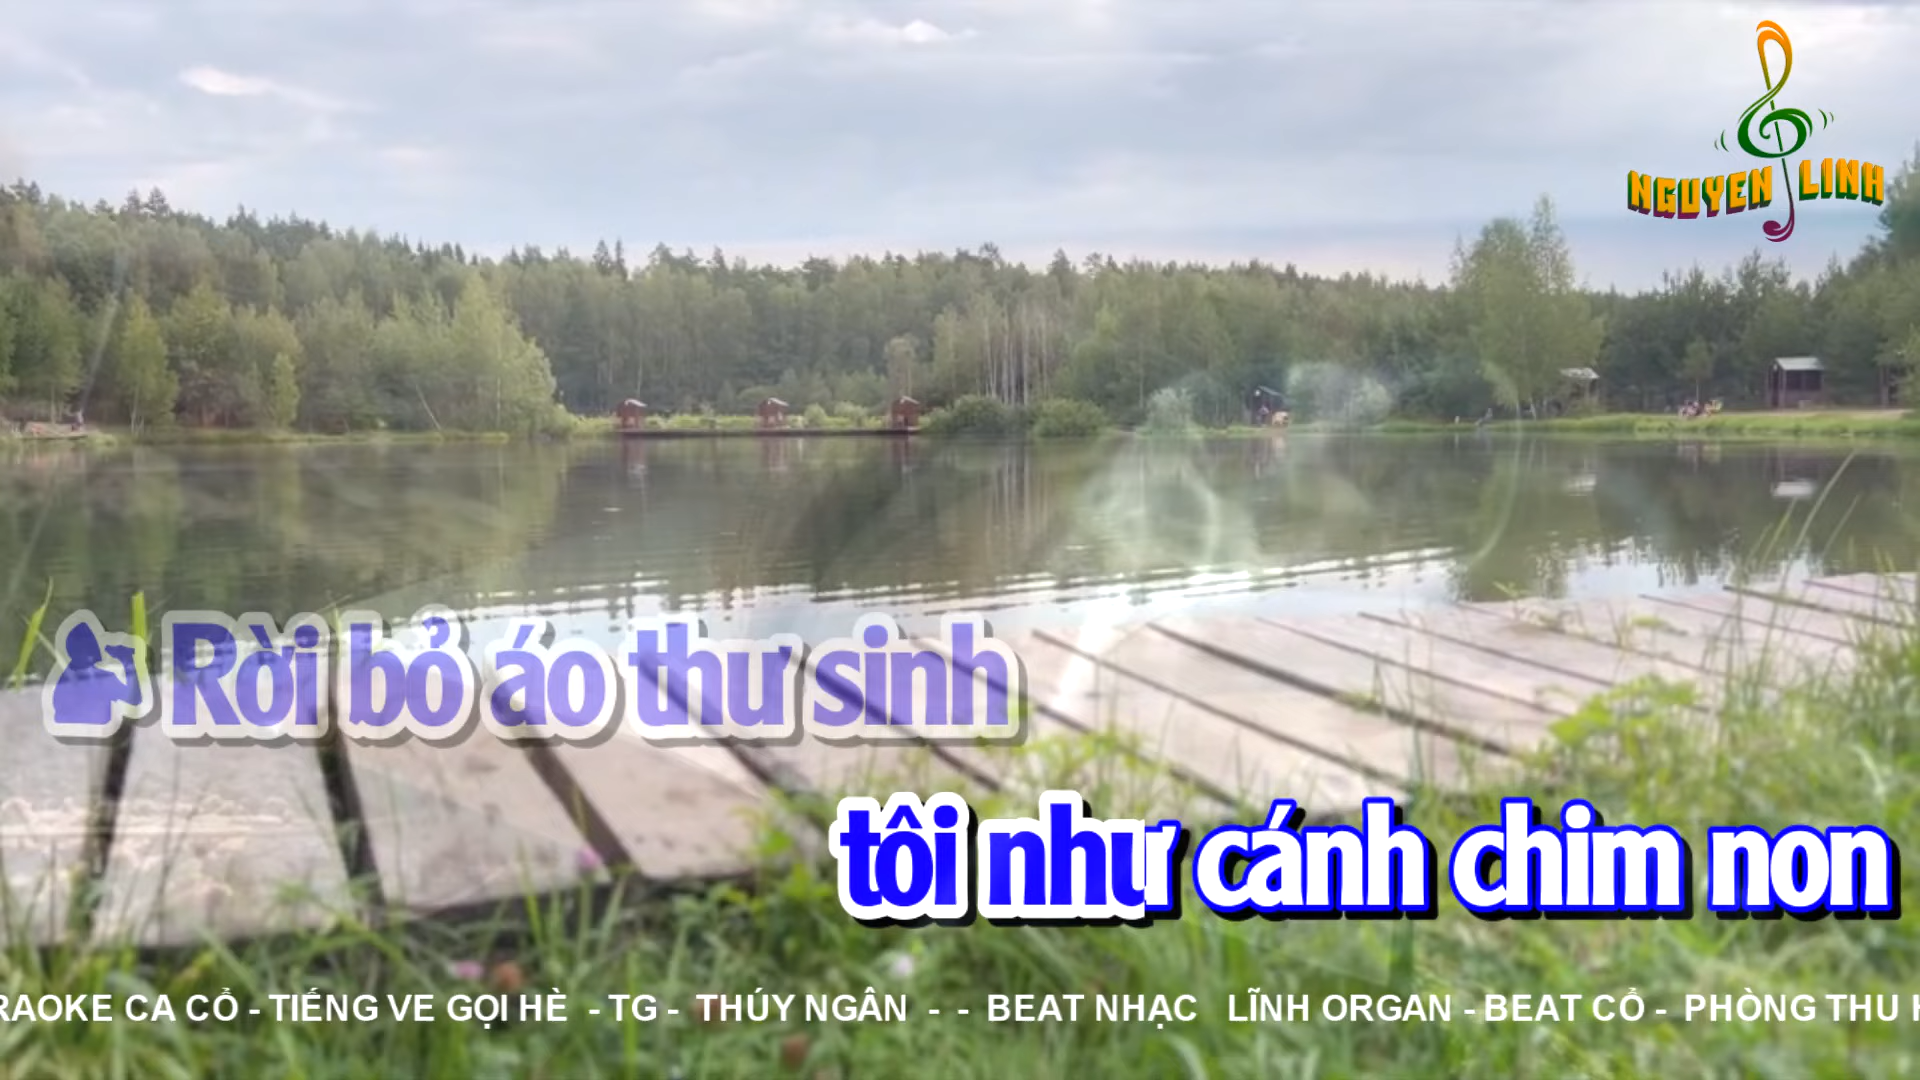 NGUYEN LINH
Rời bỏ áo thư sinh
tôi như cánh chim non
RAOKE CA CỔ - TIẾNG VE GỌI HÈ - TG - THÚY NGÂN - - BEAT NHẠC LĨNH ORGAN - BEAT CỔ - PHÒNG THU